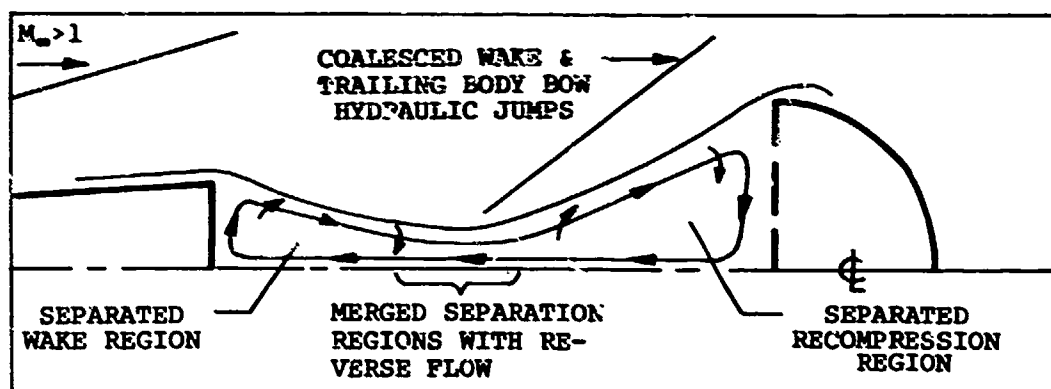 M∞>1
COALESCED WAKE &
TRAILING BODY BOW
HYDRAULIC JUMPS
℄
SEPARATED
WAKE REGION
MERGED SEPARATION
REGIONS WITH RE-
VERSE FLOW
SEPARATED
RECOMPRESSION
REGION